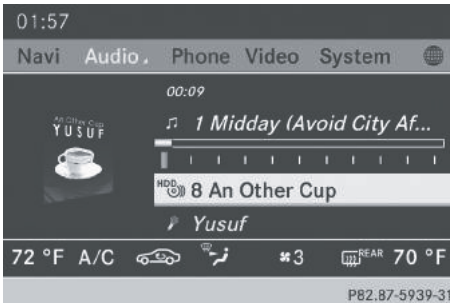 01:57
Navi Audio Phone Video System
00:09
An Other Cup
YUSUF
1 Midday (Avoid City Af...
HDD 8 An Other Cup
Yusuf
72 °F A/C 3 REAR 70 °F
P82.87-5939-31